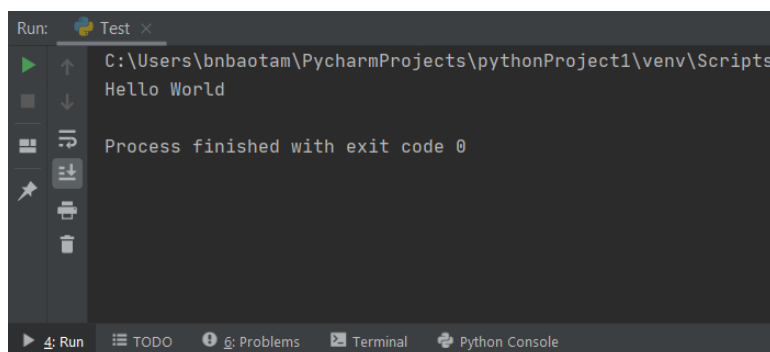 Run: Test
C:\Users\bnbaotam\PycharmProjects\pythonProject1\venv\Scripts
Hello World
Process finished with exit code 0
4: Run TODO 6: Problems Terminal Python Console